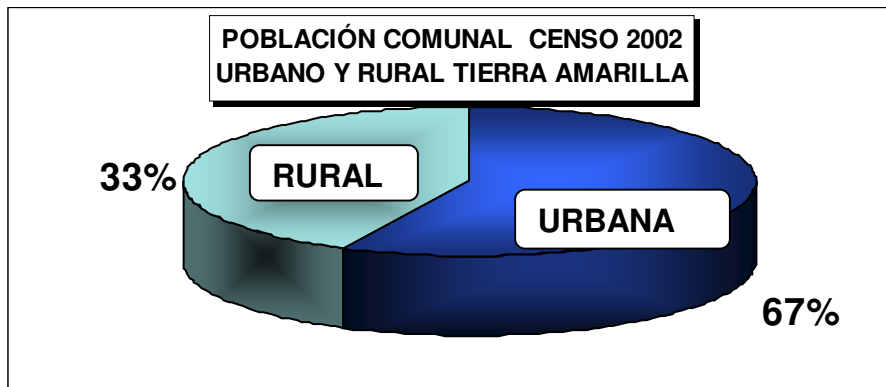 POBLACIÓN COMUNAL CENSO 2002
URBANO Y RURAL TIERRA AMARILLA
33%
RURAL
URBANA
67%